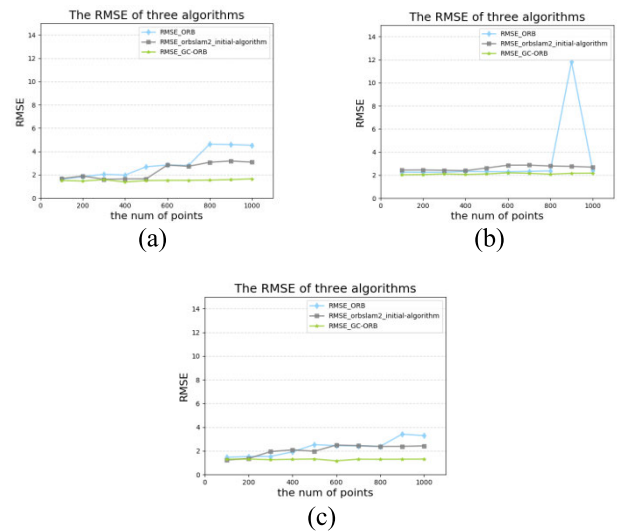 The RMSE of three algorithms
RMSE_ORB
RMSE_orbslam2_initial-algorithm
RMSE_GC-ORB
14
12
10
8
6
4
2
0
RMSE
0 200 400 600 800 1000
the num of points
(a)
The RMSE of three algorithms
RMSE_ORB
RMSE_orbslam2_initial-algorithm
RMSE_GC-ORB
14
12
10
8
6
4
2
0
RMSE
0 200 400 600 800 1000
the num of points
(b)
The RMSE of three algorithms
RMSE_ORB
RMSE_orbslam2_initial-algorithm
RMSE_GC-ORB
14
12
10
8
6
4
2
0
RMSE
0 200 400 600 800 1000
the num of points
(c)